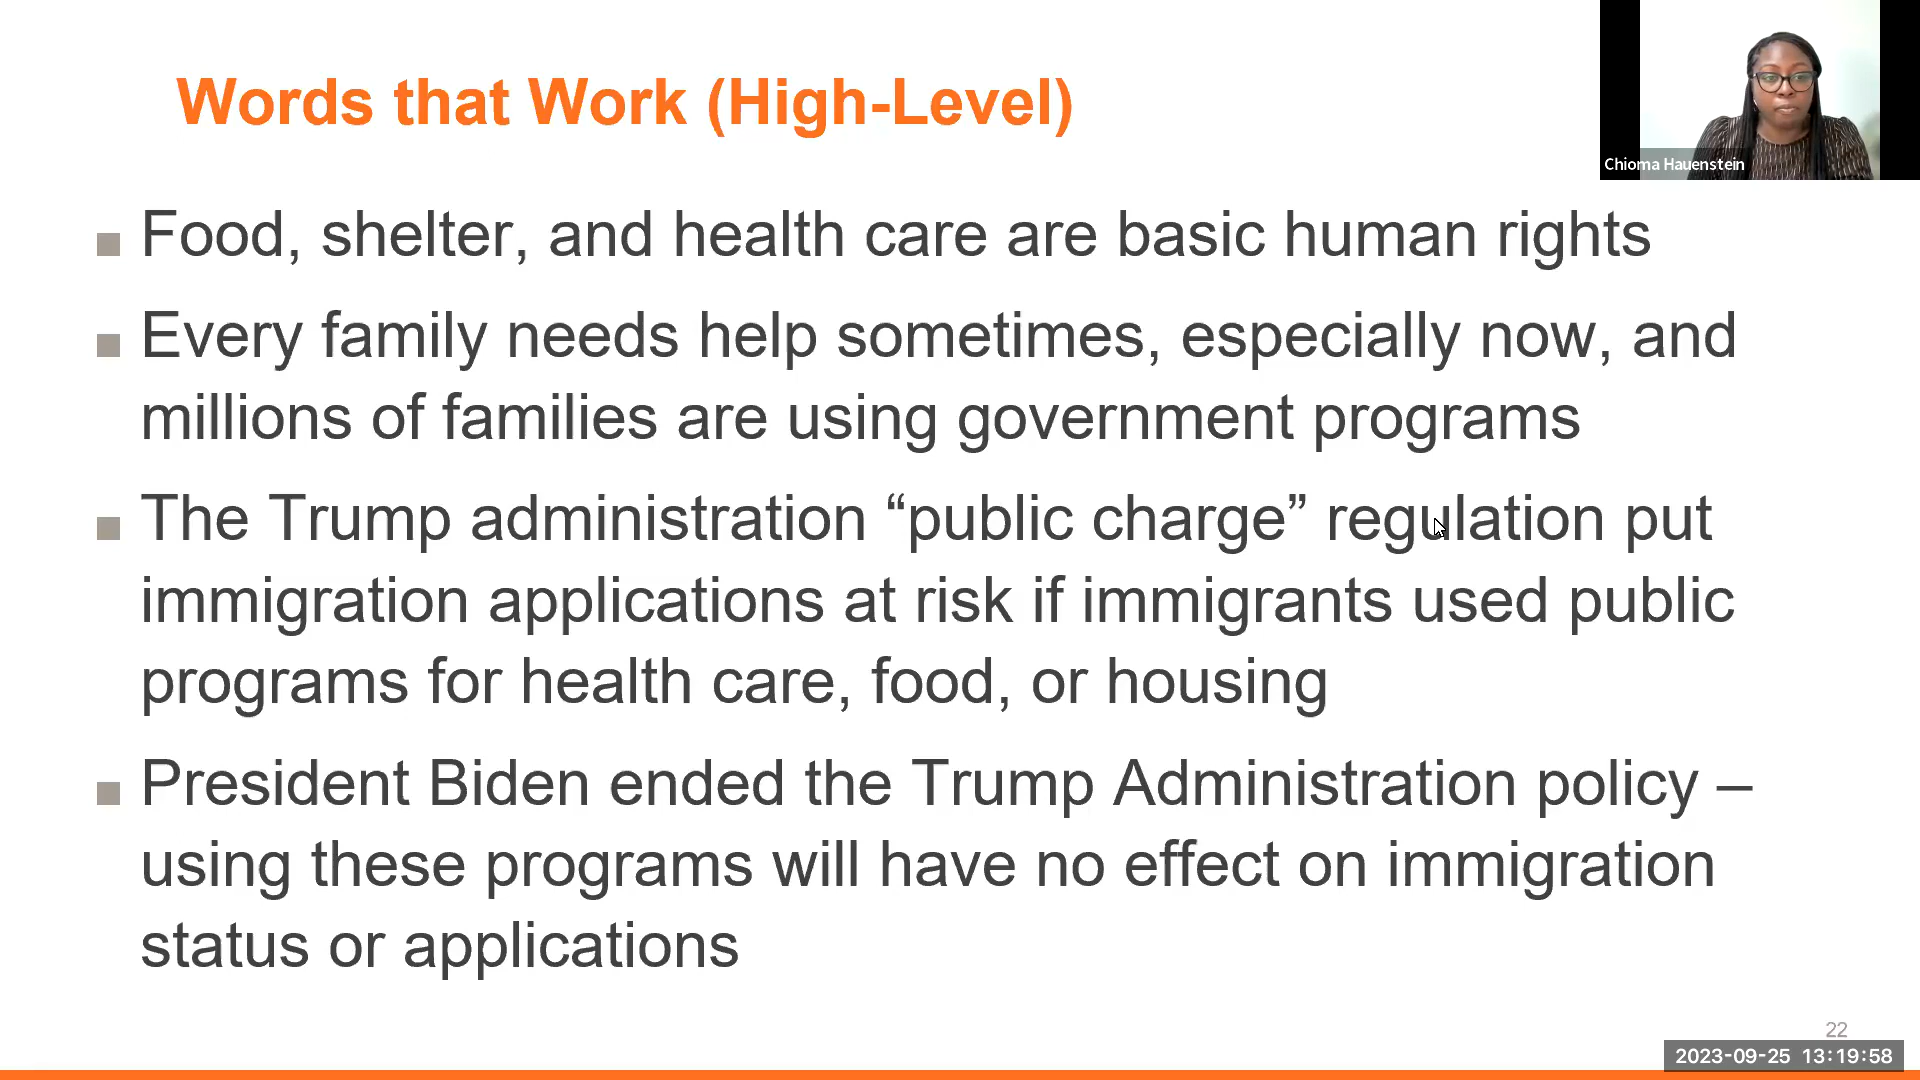 Words that Work (High-Level)
Chioma Hauenstein
Food, shelter, and health care are basic human rights
Every family needs help sometimes, especially now, and
millions of families are using government programs
The Trump administration “public charge” regulation put
immigration applications at risk if immigrants used public
programs for health care, food, or housing
President Biden ended the Trump Administration policy –
using these programs will have no effect on immigration
status or applications
22
2023-09-25 13:19:58